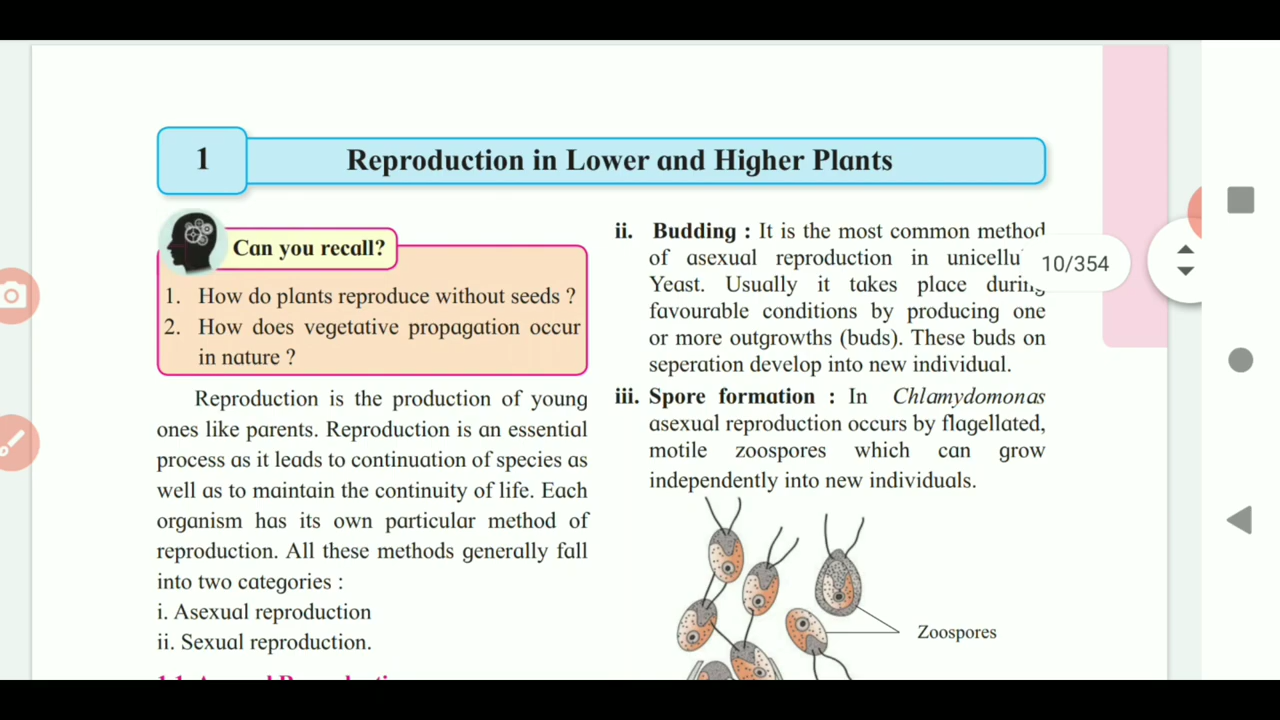 1
Reproduction in Lower and Higher Plants
Can you recall?
1. How do plants reproduce without seeds ?
2. How does vegetative propagation occur
in nature ?
Reproduction is the production of young
ones like parents. Reproduction is an essential
process as it leads to continuation of species as
well as to maintain the continuity of life. Each
organism has its own particular method of
reproduction. All these methods generally fall
into two categories :
i. Asexual reproduction
ii. Sexual reproduction.
ii. Budding : It is the most common method
of asexual reproduction in
Yeast. Usually it takes place during
favourable conditions by producing one
or more outgrowths (buds). These buds on
seperation develop into new individual.
iii. Spore formation : In Chlamydomonas
asexual reproduction occurs by flagellated,
motile zoospores which can grow
independently into new individuals.
Zoospores
10/354